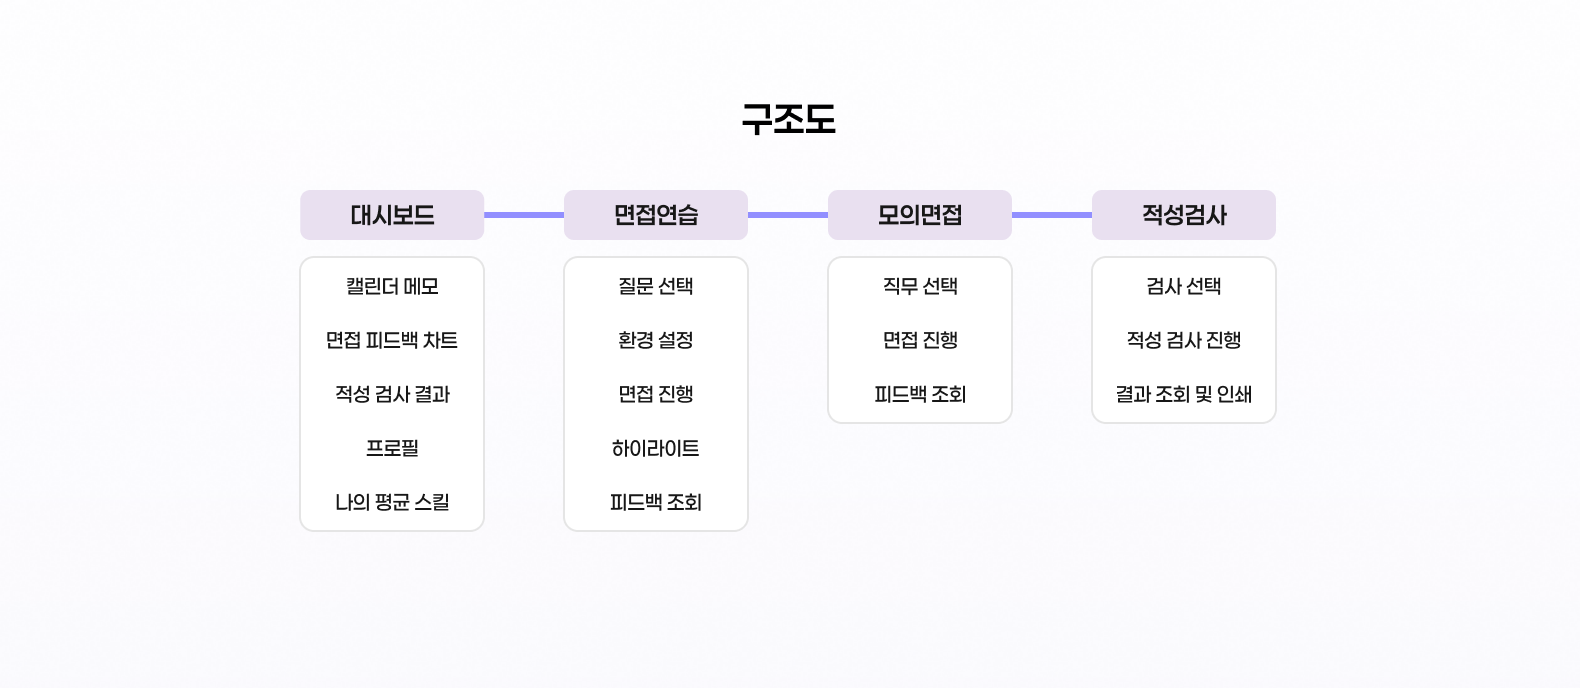 구조도
대시보드
캘린더 메모
면접 피드백 차트
적성 검사 결과
프로필
나의 평균 스킬
면접연습
질문 선택
환경 설정
면접 진행
하이라이트
피드백 조회
모의면접
직무 선택
면접 진행
피드백 조회
적성검사
검사 선택
적성 검사 진행
결과 조회 및 인쇄